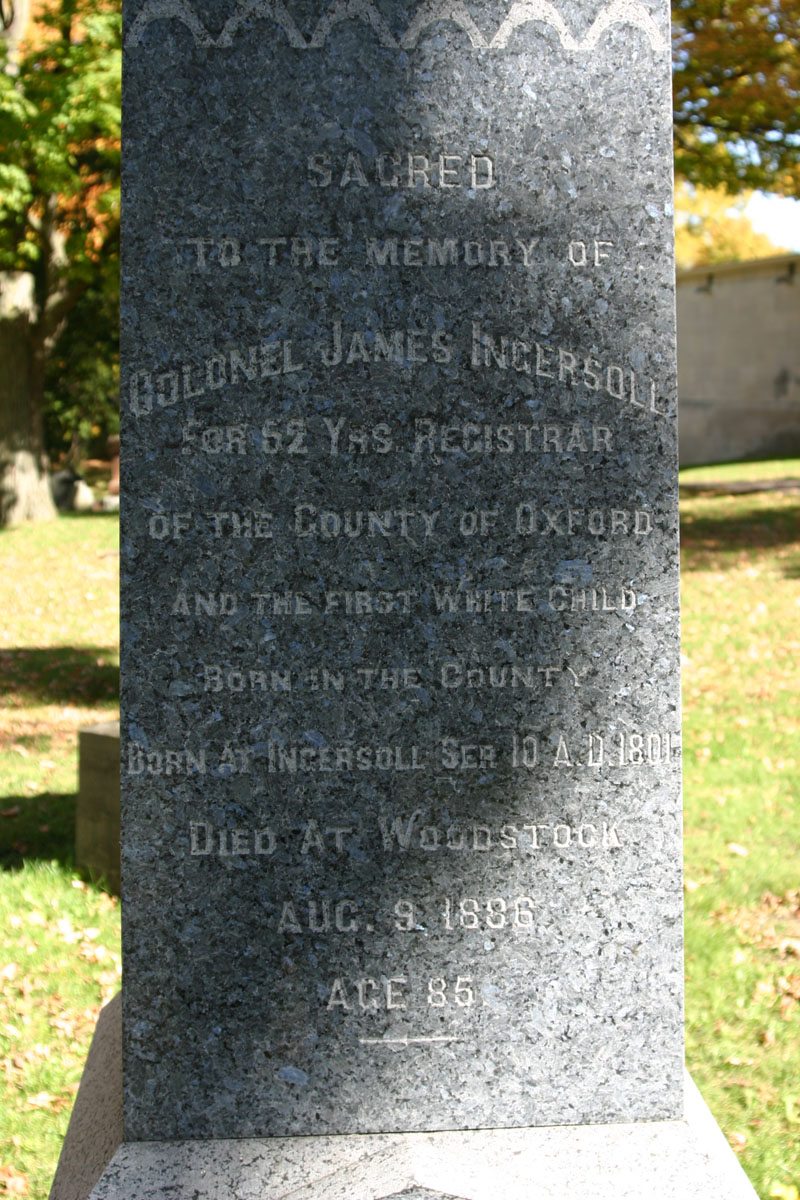 SACRED
TO THE MEMORY OF
COLONEL JAMES INGERSOLL
FOR 52 YRS. REGISTRAR
OF THE COUNTY OF OXFORD
AND THE FIRST WHITE CHILD
BORN IN THE COUNTY
BORN AT INGERSOLL SEP. 10 A.D. 1801
DIED AT WOODSTOCK
AUG. 9. 1886
AGE 85.